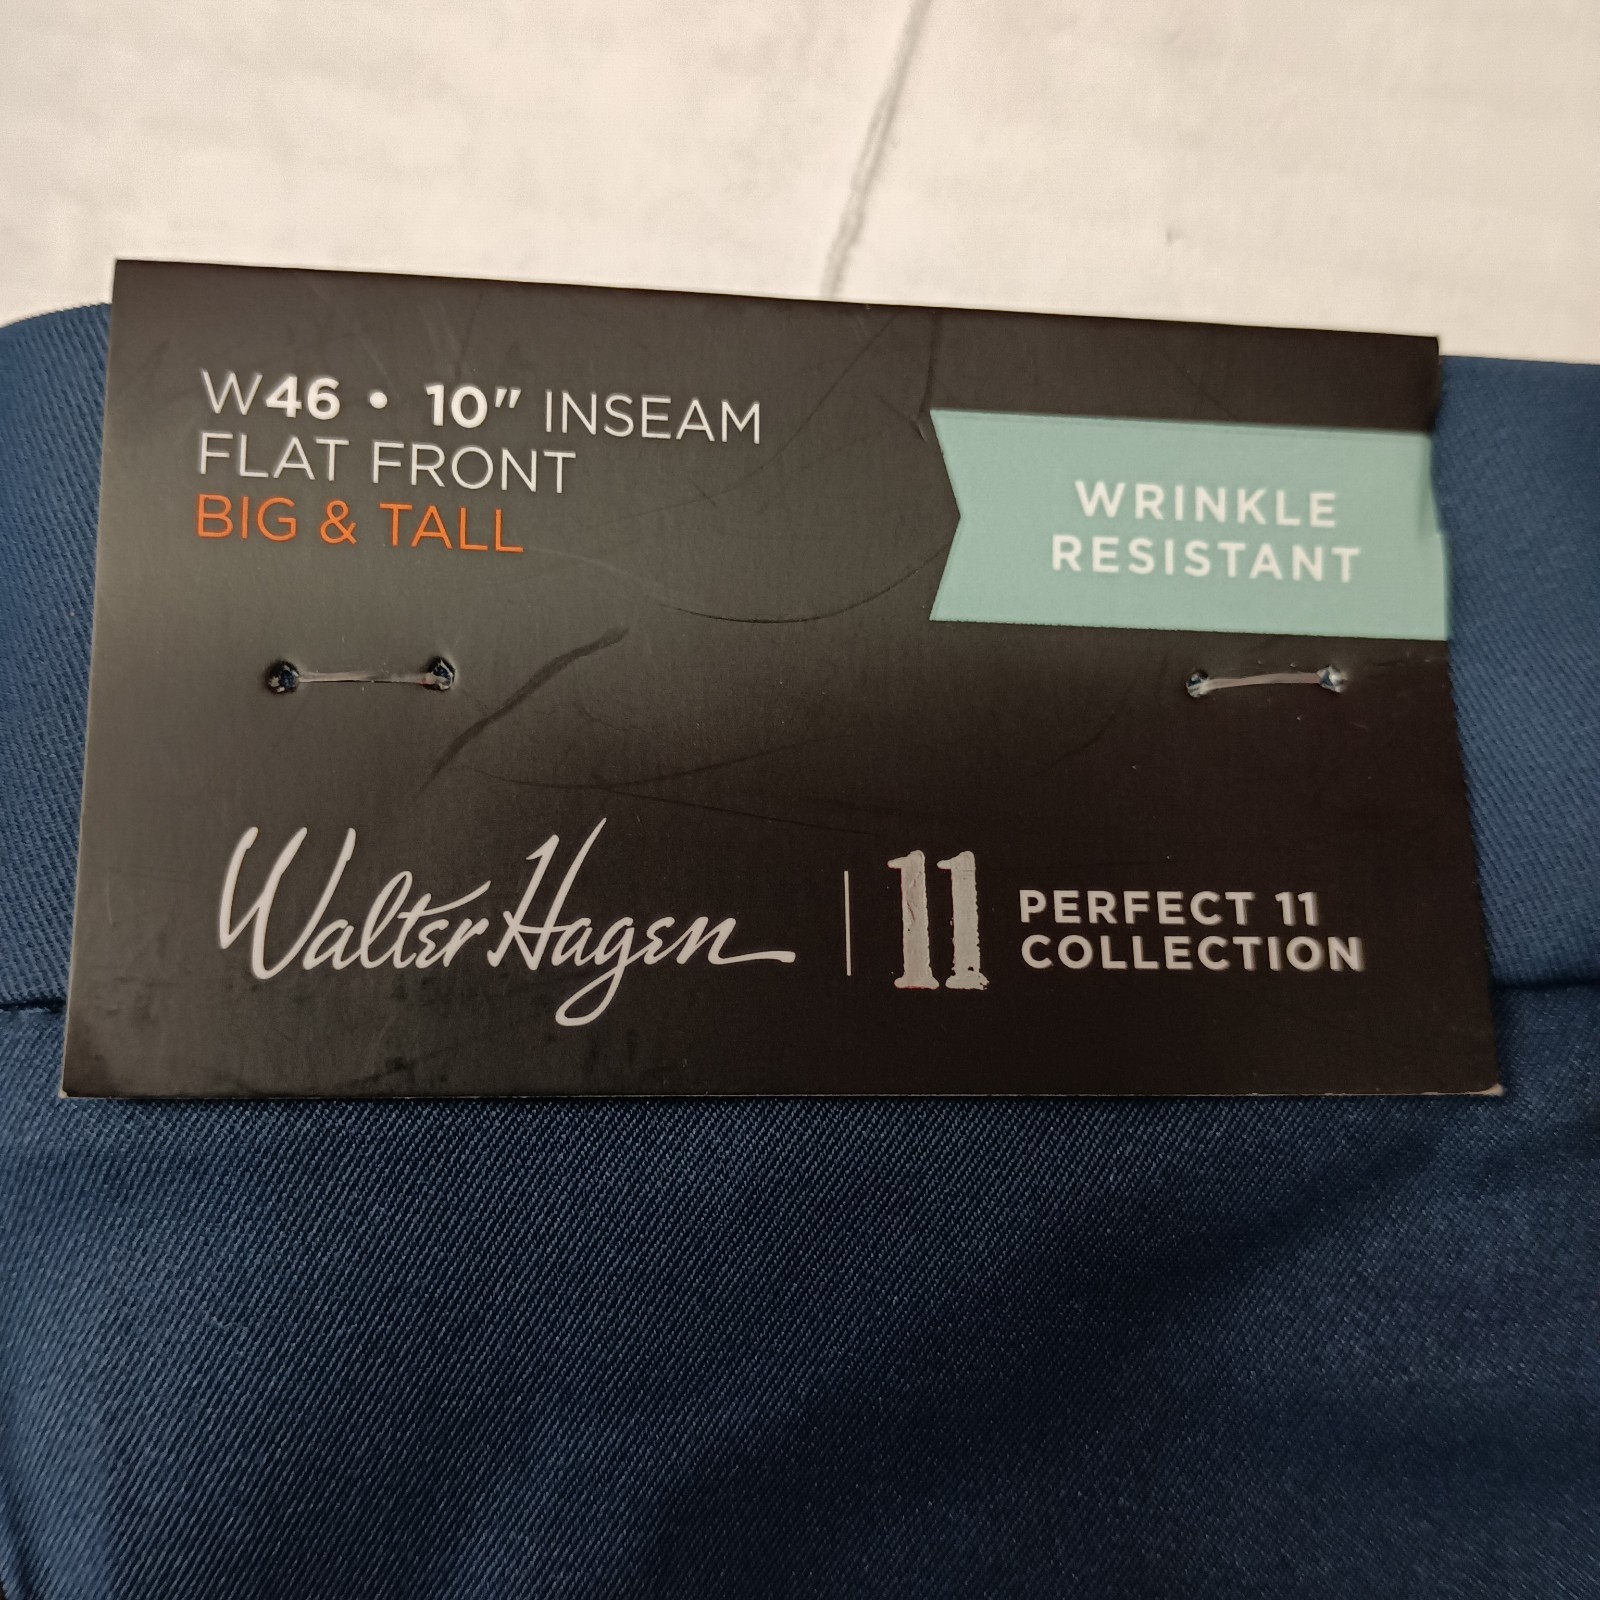 W46 • 10" INSEAM
FLAT FRONT
BIG & TALL
WRINKLE
RESISTANT
Walter Hagen
11
PERFECT 11
COLLECTION